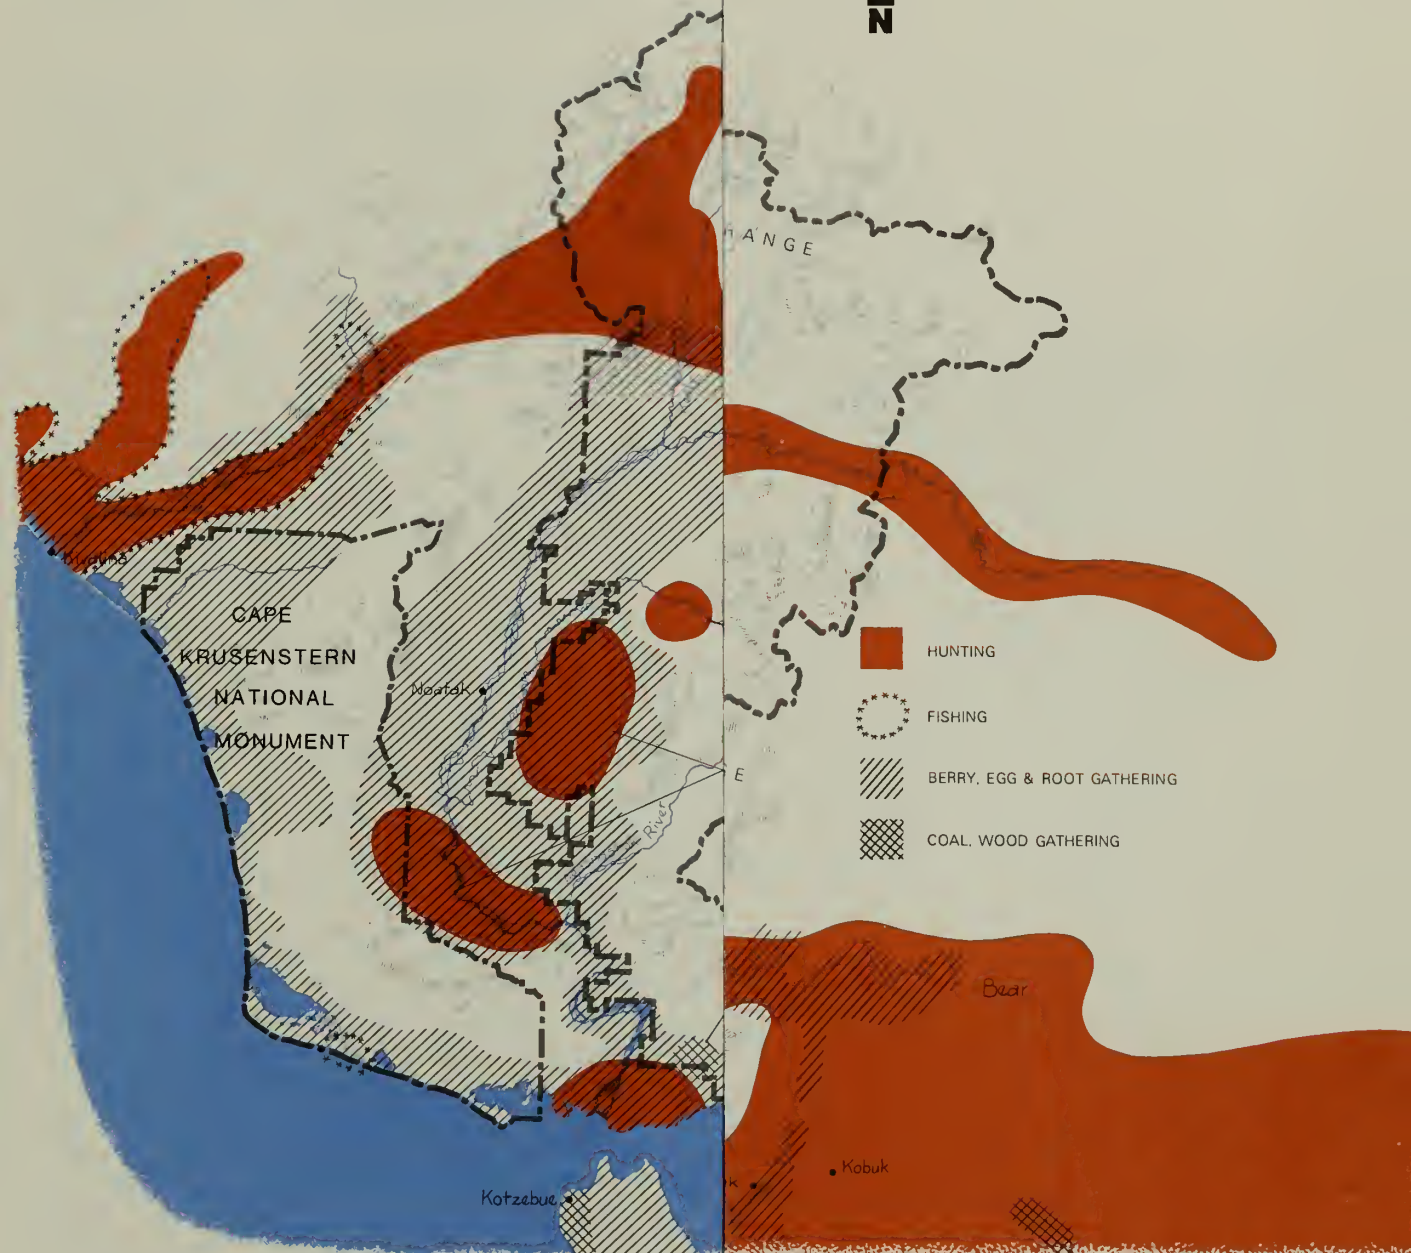 N
ANGE
Kivalina
CAPE
KRUSENSTERN
NATIONAL
MONUMENT
Noatak
E
River
HUNTING
FISHING
BERRY, EGG & ROOT GATHERING
COAL, WOOD GATHERING
Bear
Kobuk
k
Kotzebue